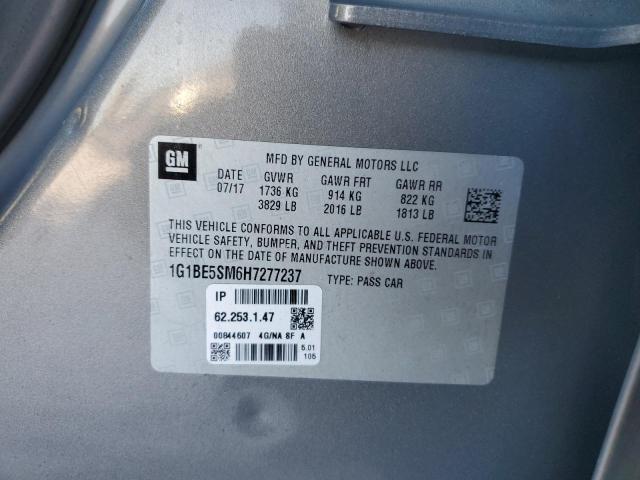 GM
MFD BY GENERAL MOTORS LLC
DATE GVWR GAWR FRT GAWR RR
07/17 1736 KG 914 KG 822 KG
3829 LB 2016 LB 1813 LB
THIS VEHICLE CONFORMS TO ALL APPLICABLE U.S. FEDERAL MOTOR
VEHICLE SAFETY, BUMPER, AND THEFT PREVENTION STANDARDS IN
EFFECT ON THE DATE OF MANUFACTURE SHOWN ABOVE.
1G1BE5SM6H7277237 TYPE: PASS CAR
IP
62.253.1.47
00844607 4G/NA SF A
5.01
105